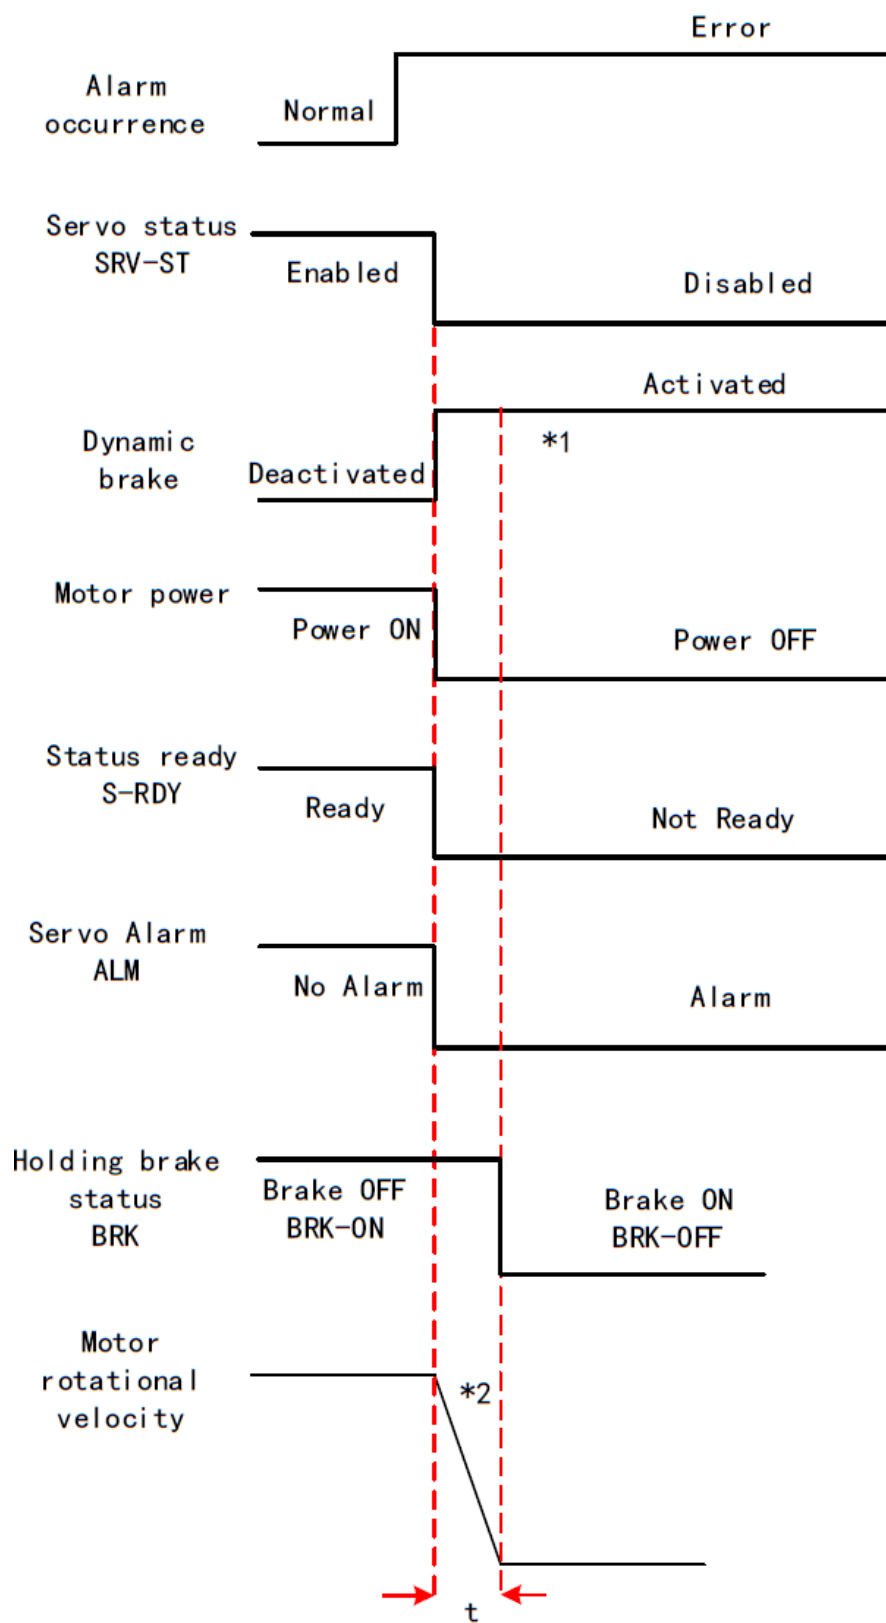 Error
Alarm
occurrence
Normal
Servo status
SRV-ST
Enabled
Disabled
Activated
Dynamic
brake
Deactivated
*1
Motor power
Power ON
Power OFF
Status ready
S-RDY
Ready
Not Ready
Servo Alarm
ALM
No Alarm
Alarm
Holding brake
status
BRK
Brake OFF
BRK-ON
Brake ON
BRK-OFF
Motor
rotational
velocity
*2
t